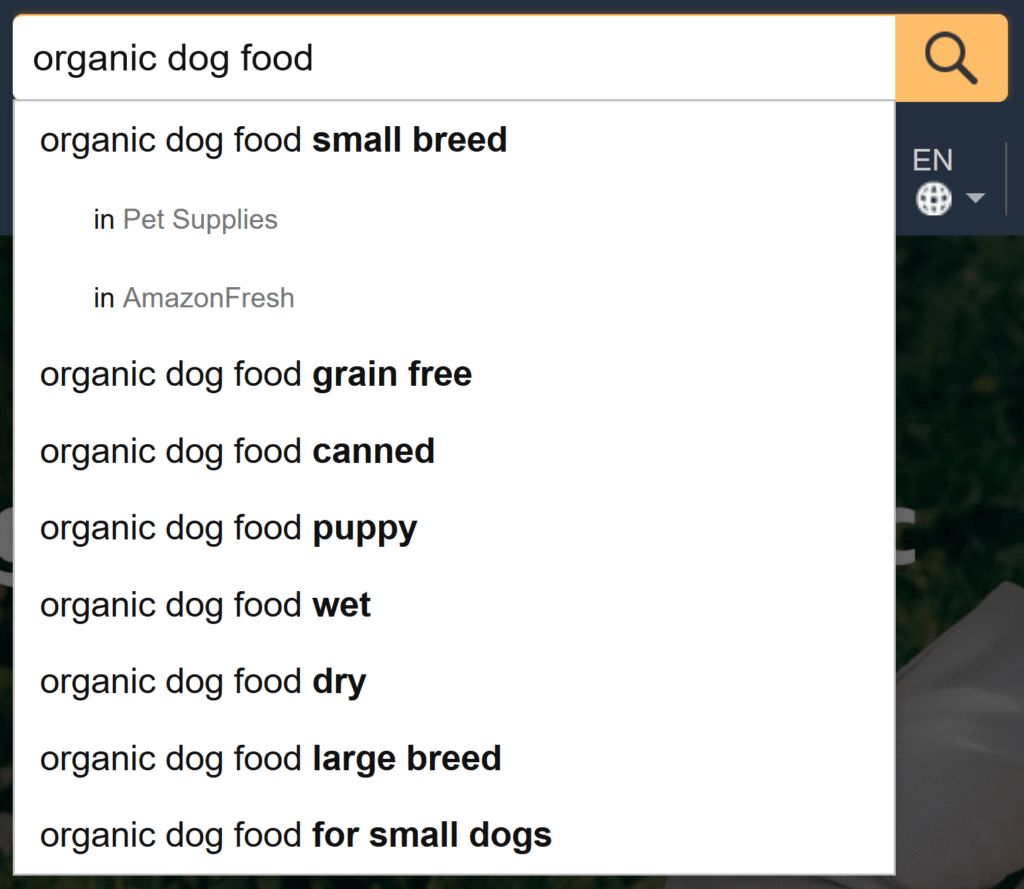 organic dog food
organic dog food small breed
EN
in Pet Supplies
in AmazonFresh
organic dog food grain free
organic dog food canned
organic dog food puppy
organic dog food wet
organic dog food dry
organic dog food large breed
organic dog food for small dogs